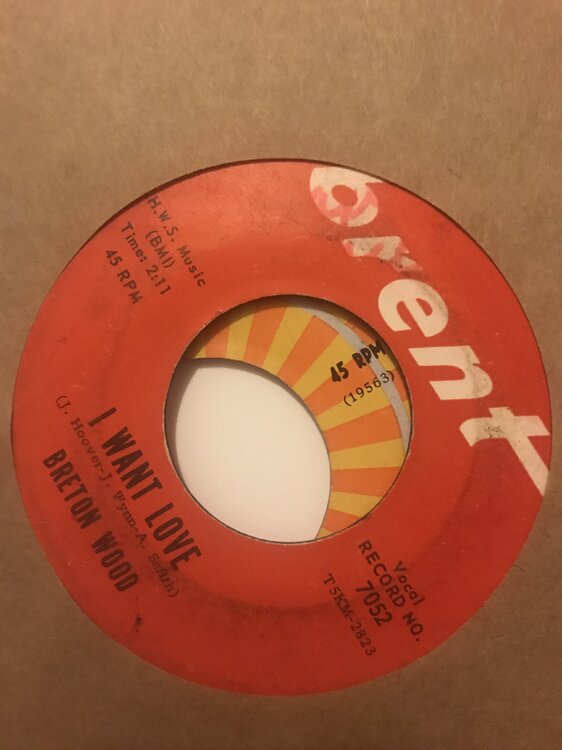 brent
H.W.S. Music
(BMI)
Time: 2:11
45 RPM
Vocal
RECORD NO.
7052
T5KM-2823
I WANT LOVE
(J. Hoover-J. Wynn-A. Smith)
BRETON WOOD
45 RPM
(19563)